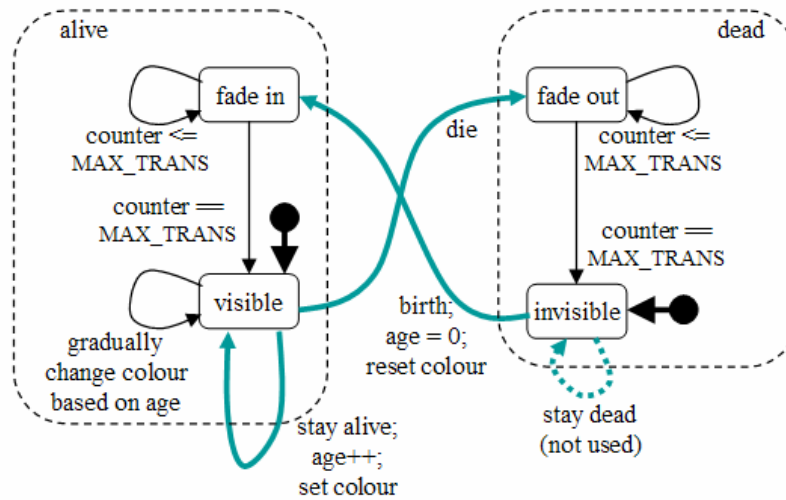 alive
dead
fade in
fade out
counter <=
MAX_TRANS
die
counter <=
MAX_TRANS
counter ==
MAX_TRANS
counter ==
MAX_TRANS
visible
invisible
birth;
age = 0;
reset colour
gradually
change colour
based on age
stay alive;
age++;
set colour
stay dead
(not used)